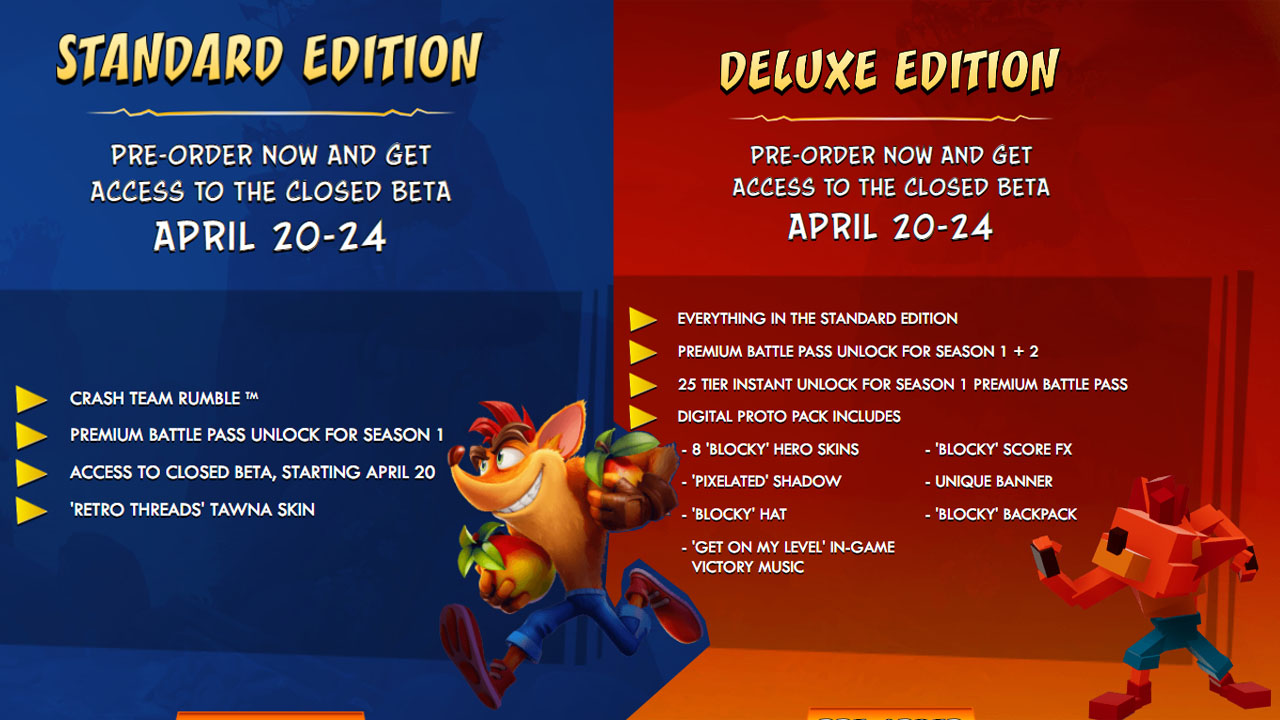 STANDARD EDITION
PRE-ORDER NOW AND GET
ACCESS TO THE CLOSED BETA
APRIL 20-24
CRASH TEAM RUMBLE ™
PREMIUM BATTLE PASS UNLOCK FOR SEASON 1
ACCESS TO CLOSED BETA, STARTING APRIL 20
'RETRO THREADS' TAWNA SKIN
DELUXE EDITION
PRE-ORDER NOW AND GET
ACCESS TO THE CLOSED BETA
APRIL 20-24
EVERYTHING IN THE STANDARD EDITION
PREMIUM BATTLE PASS UNLOCK FOR SEASON 1 + 2
25 TIER INSTANT UNLOCK FOR SEASON 1 PREMIUM BATTLE PASS
DIGITAL PROTO PACK INCLUDES
- 8 'BLOCKY' HERO SKINS
- 'PIXELATED' SHADOW
- 'BLOCKY' HAT
- 'GET ON MY LEVEL' IN-GAME
VICTORY MUSIC
- 'BLOCKY' SCORE FX
- UNIQUE BANNER
- 'BLOCKY' BACKPACK